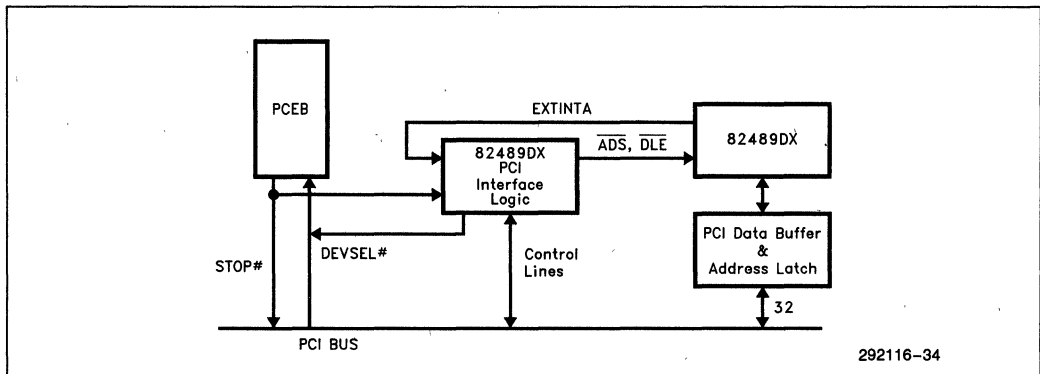 PCEB
EXTINTA
82489DX
PCI
Interface
Logic
ADS, DLE
82489DX
PCI Data Buffer
&
Address Latch
DEVSEL#
STOP#
Control
Lines
32
PCI BUS
292116-34